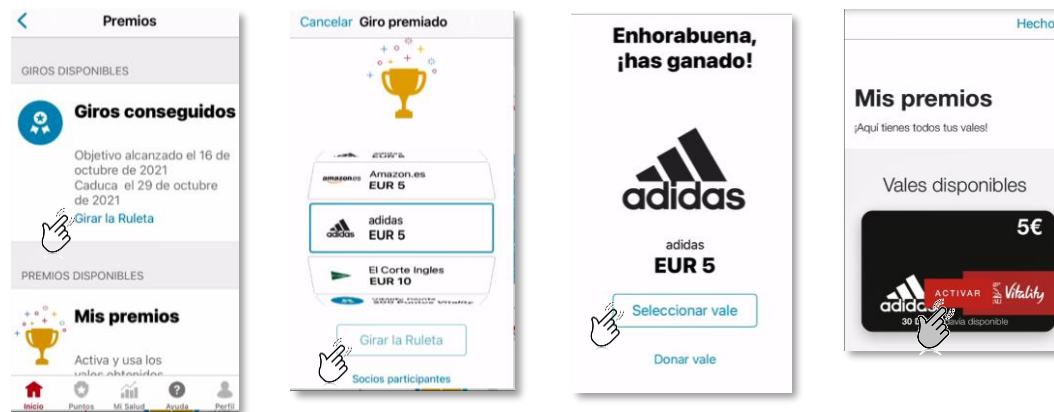 Premios
GIROS DISPONIBLES
Giros conseguidos
Objetivo alcanzado el 16 de
octubre de 2021
Caduca el 29 de octubre
de 2021
Girar la Ruleta
PREMIOS DISPONIBLES
Mis premios
Activa y usa los
vales obtenidos
Inicio
Puntos
Mi Salud
Ayuda
Perfil
Cancelar Giro premiado
amazon.es Amazon.es
EUR 5
adidas adidas
EUR 5
El Corte Ingles
EUR 10
Girar la Ruleta
Socios participantes
Enhorabuena,
¡has ganado!
adidas
adidas
EUR 5
Seleccionar vale
Donar vale
Hecho
Mis premios
¡Aquí tienes todos tus vales!
Vales disponibles
5€
adidas
ACTIVAR
Vitality
30
disponible